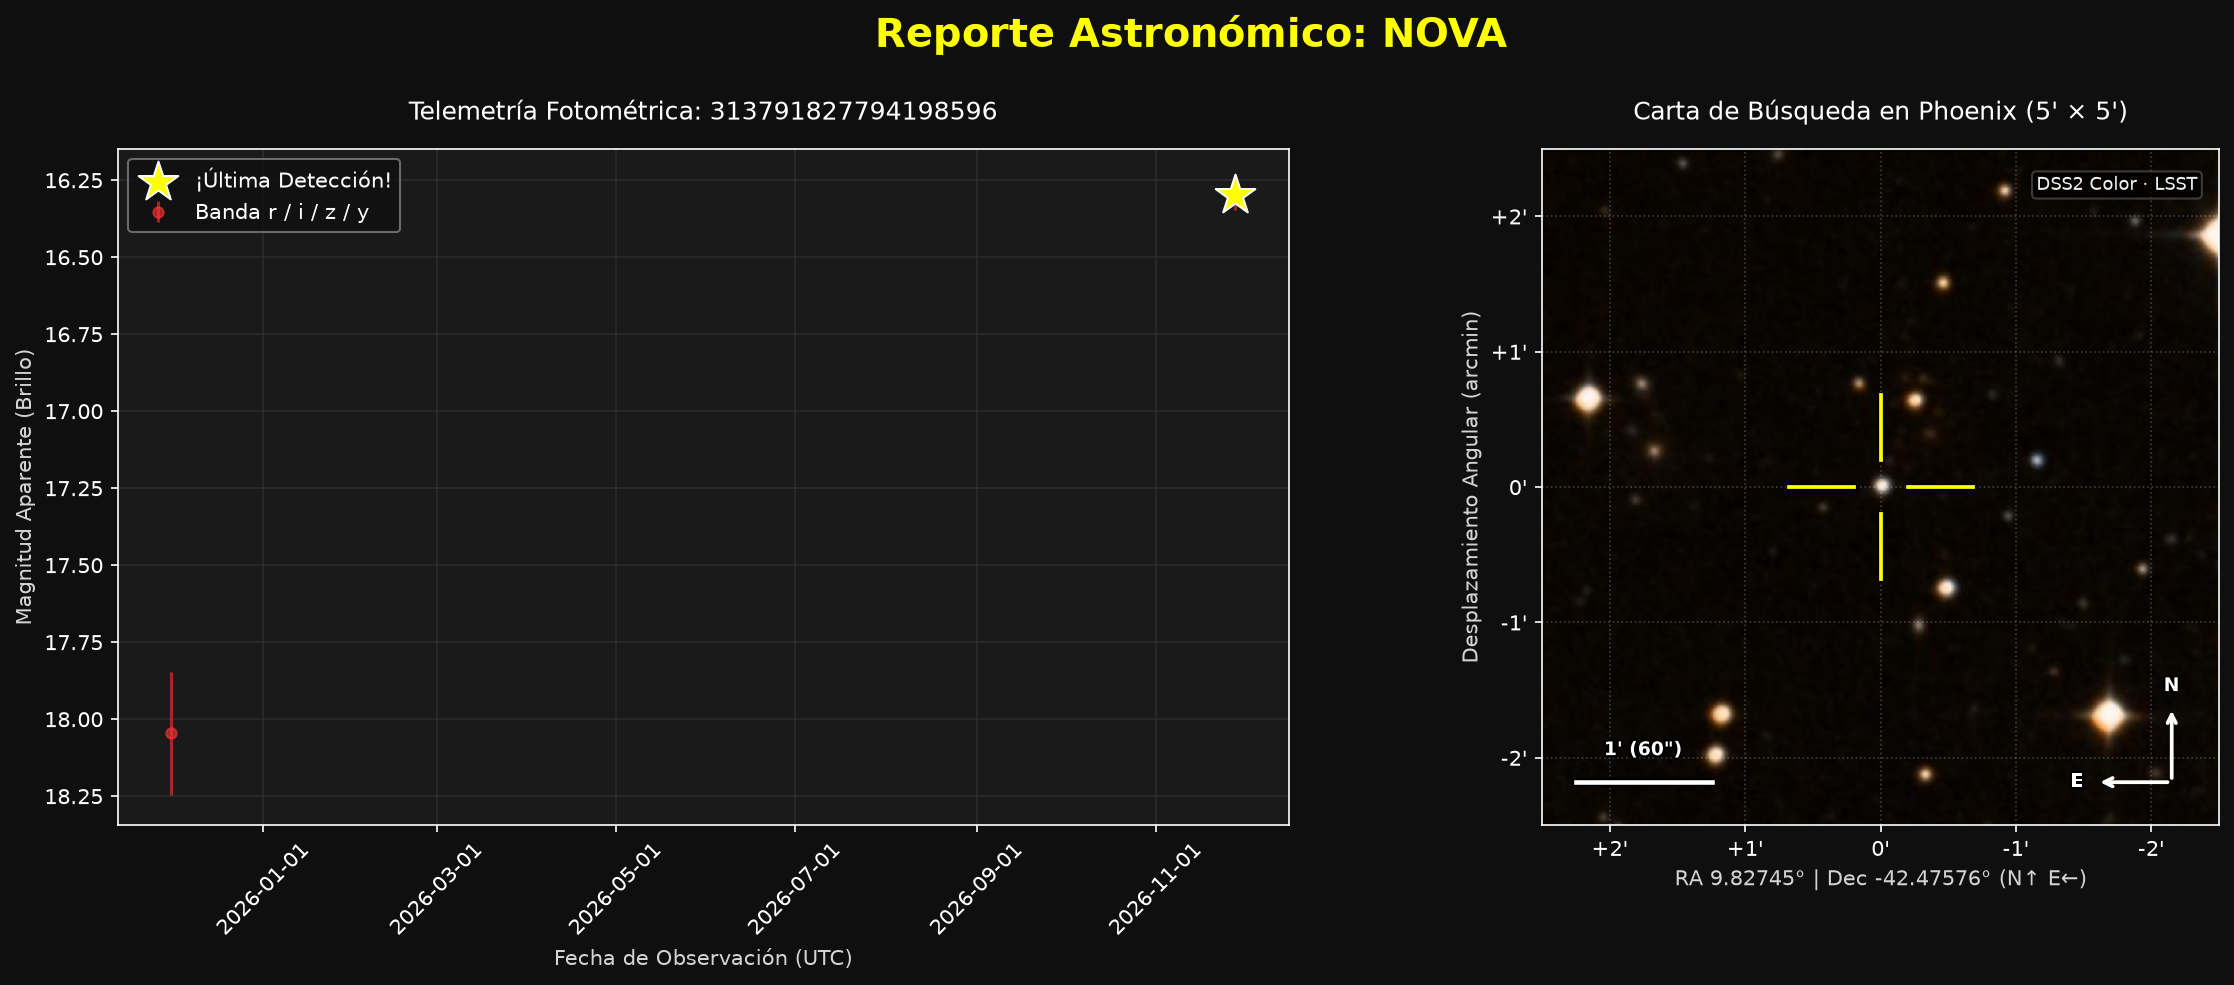 Reporte Astronómico: NOVA
Telemetría Fotométrica: 313791827794198596
¡Última Detección!
Banda r / i / z / y
Magnitud Aparente (Brillo)
16.25
16.50
16.75
17.00
17.25
17.50
17.75
18.00
18.25
2026-01-01
2026-03-01
2026-05-01
2026-07-01
2026-09-01
2026-11-01
Fecha de Observación (UTC)
Carta de Búsqueda en Phoenix (5' × 5')
DSS2 Color · LSST
Desplazamiento Angular (arcmin)
+2'
+1'
0'
-1'
-2'
N
E
1' (60")
+2'
+1'
0'
-1'
-2'
RA 9.82745° | Dec -42.47576° (N↑ E←)